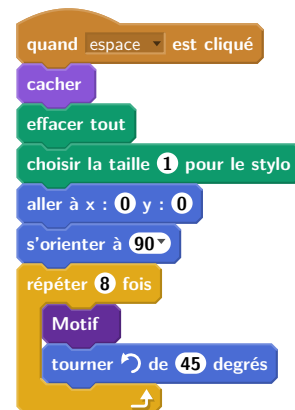 quand espace est cliqué
cacher
effacer tout
choisir la taille 1 pour le stylo
aller à x : 0 y : 0
s'orienter à 90
répéter 8 fois
Motif
tourner de 45 degrés